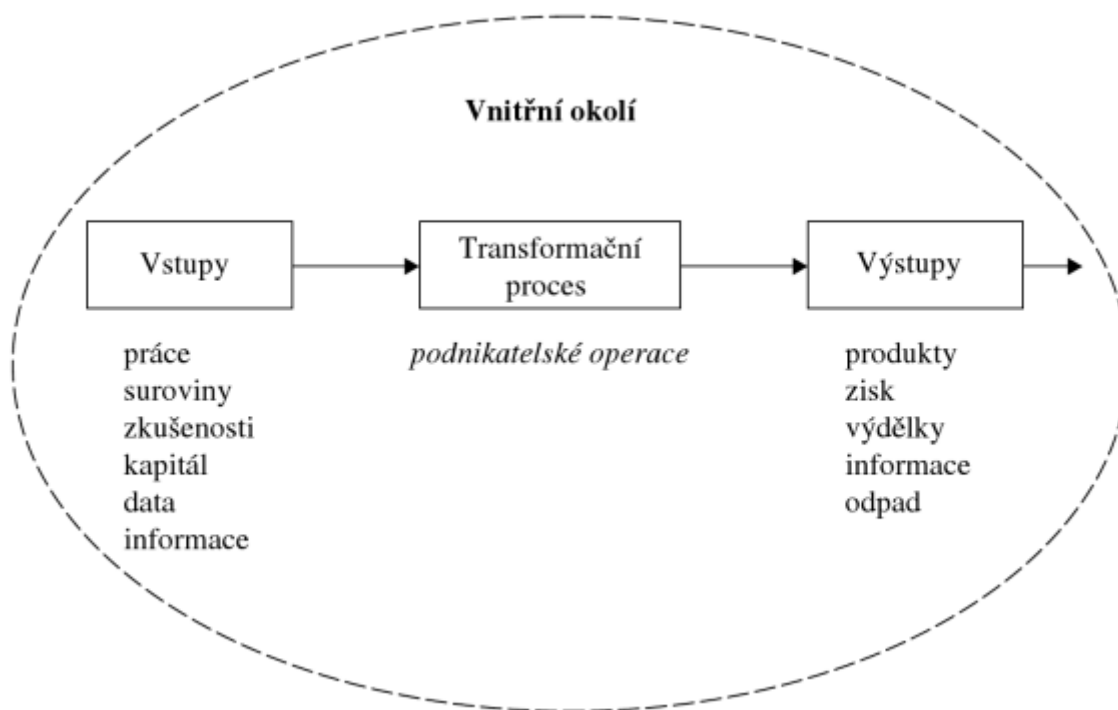 Vnitřní okolí
Vstupy
Transformační
proces
Výstupy
práce
suroviny
zkušenosti
kapitál
data
informace
podnikatelské operace
produkty
zisk
výdělky
informace
odpad